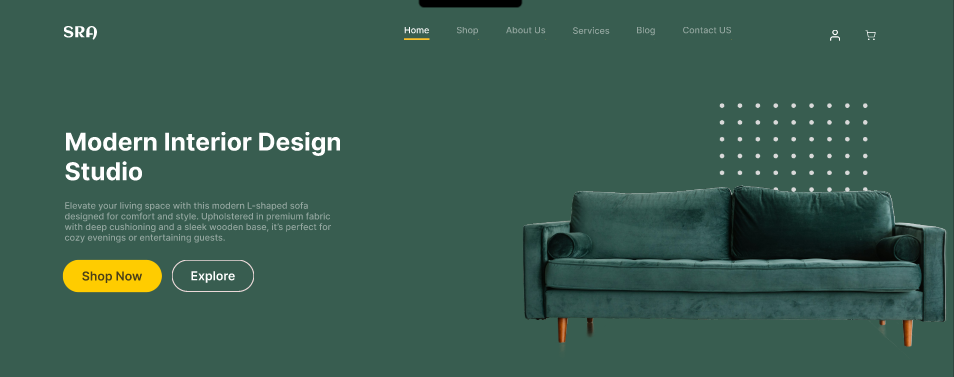 SRA
Home
Shop
About Us
Services
Blog
Contact US
Modern Interior Design
Studio
Elevate your living space with this modern L-shaped sofa
designed for comfort and style. Upholstered in premium fabric
with deep cushioning and a sleek wooden base, it's perfect for
cozy evenings or entertaining guests.
Shop Now
Explore